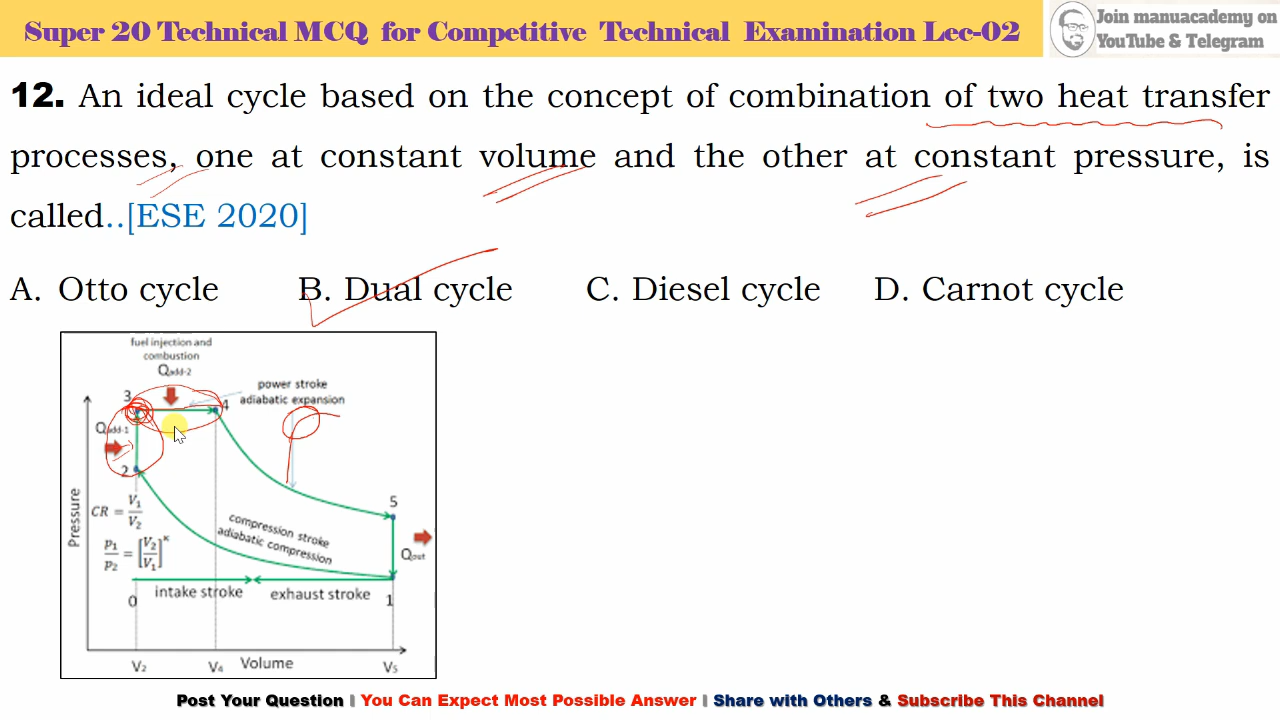 Super 20 Technical MCQ for Competitive Technical Examination Lec-02
Join manuacademy on
YouTube & Telegram
12. An ideal cycle based on the concept of combination of two heat transfer
processes, one at constant volume and the other at constant pressure, is
called..[ESE 2020]
A. Otto cycle B. Dual cycle C. Diesel cycle D. Carnot cycle
fuel injection and
combustion
Qadd-2
power stroke
adiabatic expansion
3
4
Qadd-1
2
Pressure
CR = V₁/V₂
p₁/p₂ = [V₂/V₁]^κ
compression stroke
adiabatic compression
5
Qout
intake stroke exhaust stroke
0 1
V₂ V₄ Volume V₅
Post Your Question | You Can Expect Most Possible Answer | Share with Others & Subscribe This Channel